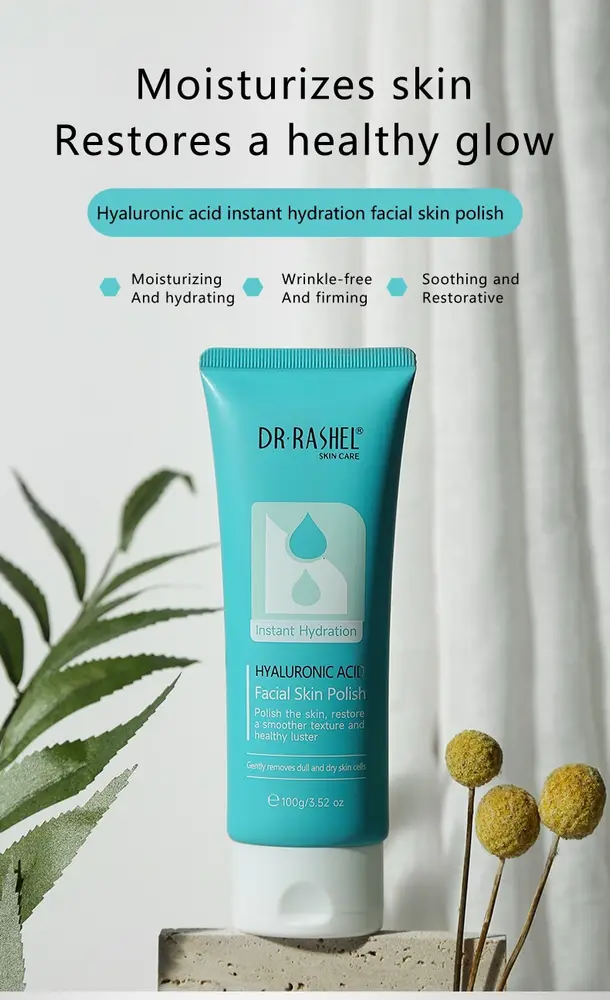 Moisturizes skin
Restores a healthy glow
Hyaluronic acid instant hydration facial skin polish
Moisturizing
And hydrating
Wrinkle-free
And firming
Soothing and
Restorative
DR·RASHEL®
SKIN CARE
Instant Hydration
HYALURONIC ACID
Facial Skin Polish
Polish the skin, restore
a smoother texture and
healthy luster
Gently removes dull and dry skin cells
℮100g/3.52 oz